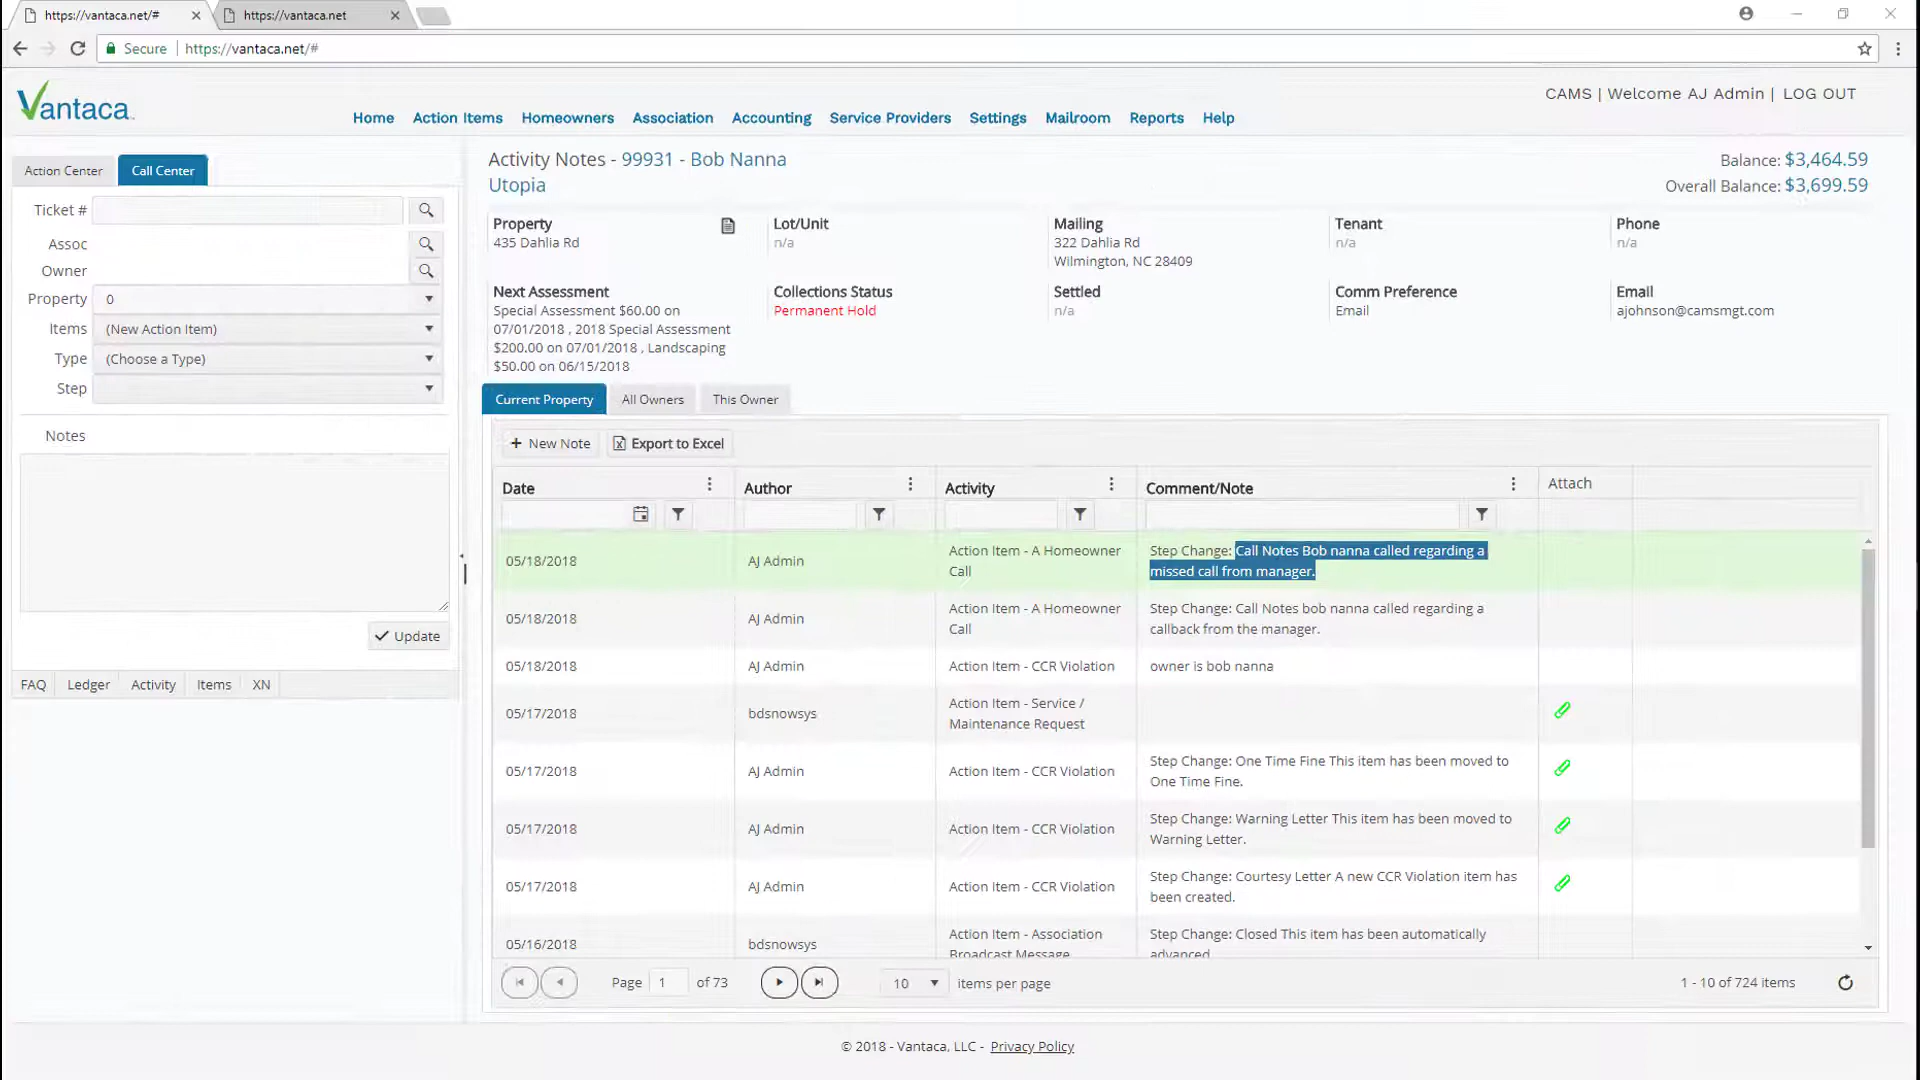 https://vantaca.net/#
https://vantaca.net
Secure
https://vantaca.net/#
Vantaca
Home
Action Items
Homeowners
Association
Accounting
Service Providers
Settings
Mailroom
Reports
Help
CAMS | Welcome AJ Admin | LOG OUT
Action Center
Call Center
Ticket #
Assoc
Owner
Property
0
Items
(New Action Item)
Type
(Choose a Type)
Step
Notes
Update
FAQ
Ledger
Activity
Items
XN
Activity Notes - 99931 - Bob Nanna
Utopia
Balance: $3,464.59
Overall Balance: $3,699.59
Property
435 Dahlia Rd
Lot/Unit
n/a
Mailing
322 Dahlia Rd
Wilmington, NC 28409
Tenant
n/a
Phone
n/a
Next Assessment
Special Assessment $60.00 on
07/01/2018 , 2018 Special Assessment
$200.00 on 07/01/2018 , Landscaping
$50.00 on 06/15/2018
Collections Status
Permanent Hold
Settled
n/a
Comm Preference
Email
Email
ajohnson@camsmgt.com
Current Property
All Owners
This Owner
+ New Note
Export to Excel
Date
Author
Activity
Comment/Note
Attach
05/18/2018
AJ Admin
Action Item - A Homeowner
Call
Step Change: Call Notes Bob nanna called regarding a
missed call from manager.
05/18/2018
AJ Admin
Action Item - A Homeowner
Call
Step Change: Call Notes bob nanna called regarding a
callback from the manager.
05/18/2018
AJ Admin
Action Item - CCR Violation
owner is bob nanna
05/17/2018
bdsnowsys
Action Item - Service /
Maintenance Request
05/17/2018
AJ Admin
Action Item - CCR Violation
Step Change: One Time Fine This item has been moved to
One Time Fine.
05/17/2018
AJ Admin
Action Item - CCR Violation
Step Change: Warning Letter This item has been moved to
Warning Letter.
05/17/2018
AJ Admin
Action Item - CCR Violation
Step Change: Courtesy Letter A new CCR Violation item has
been created.
05/16/2018
bdsnowsys
Action Item - Association
Broadcast Message
Step Change: Closed This item has been automatically
advanced
Page
1
of 73
10
items per page
1 - 10 of 724 items
© 2018 - Vantaca, LLC - Privacy Policy